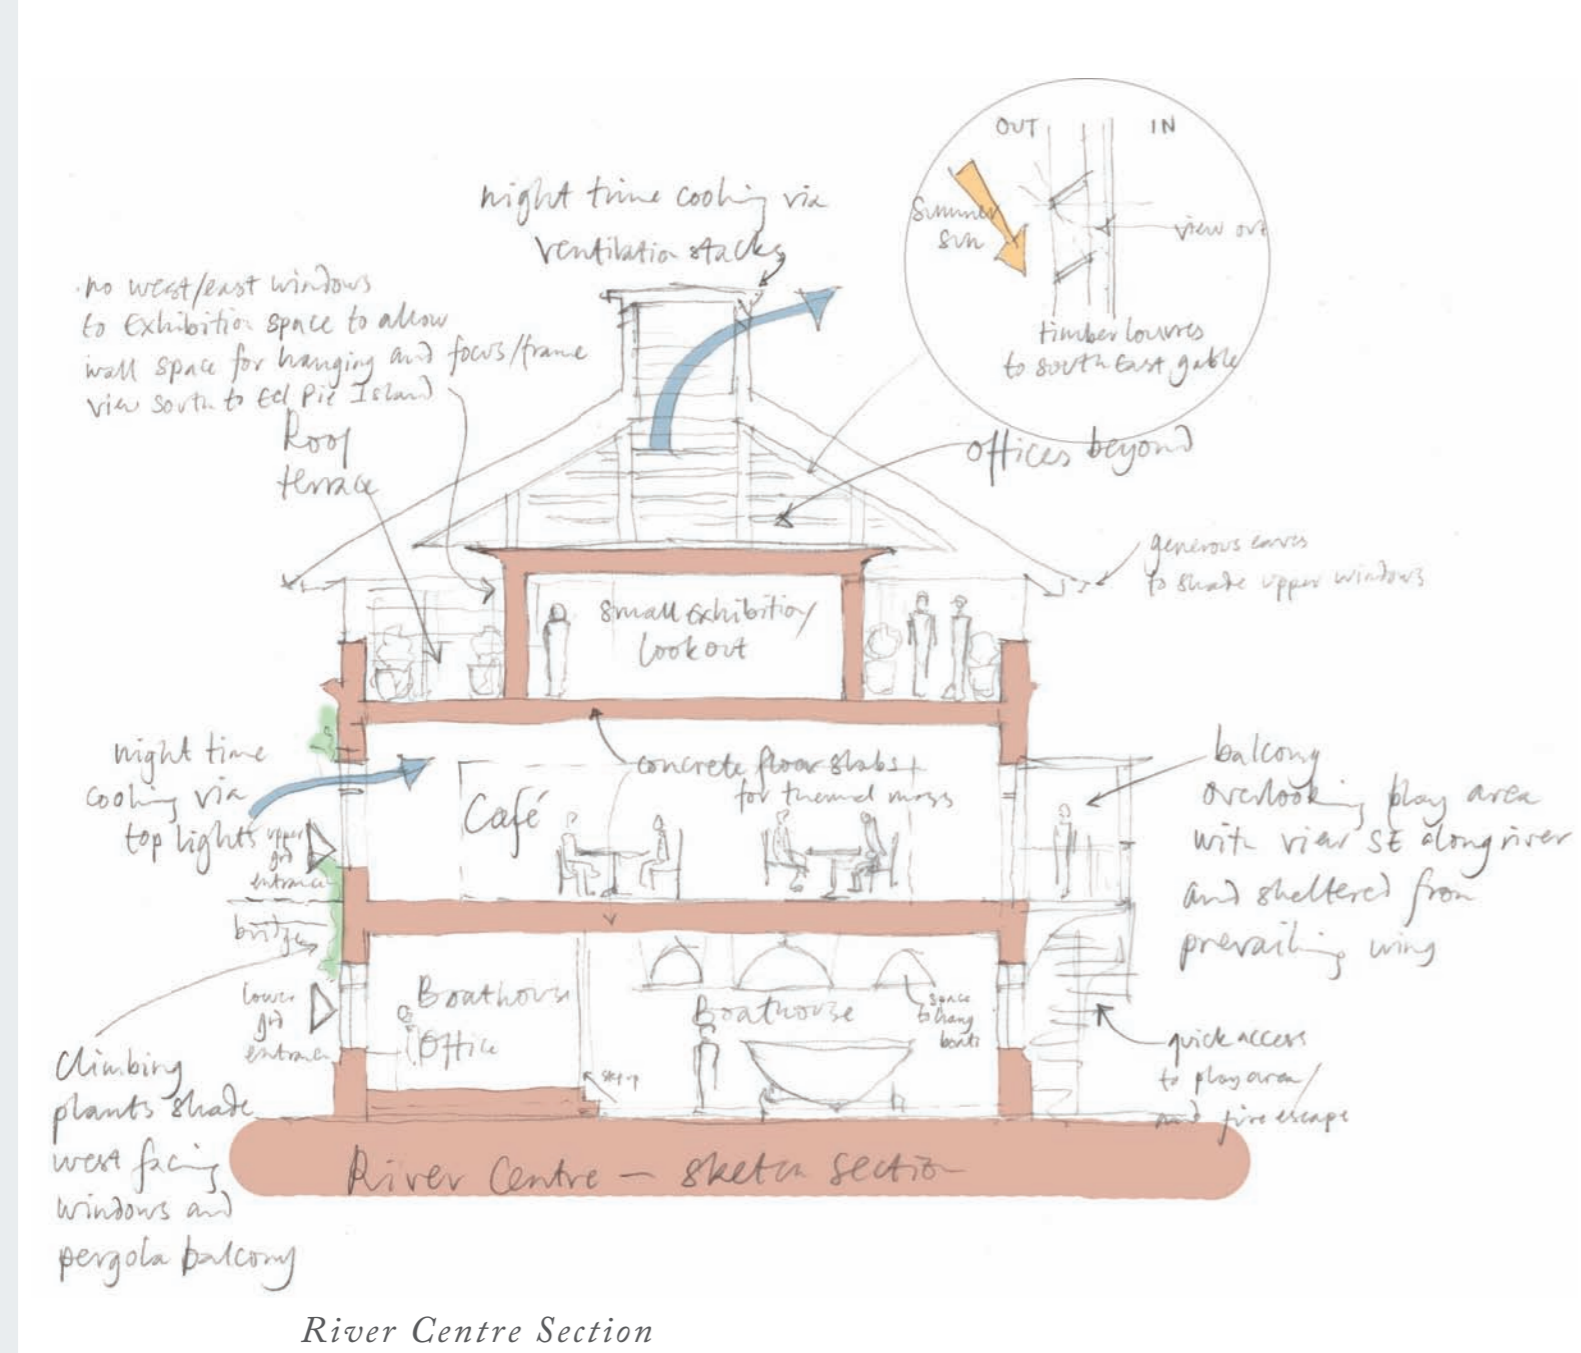 OUT
IN
Summer
sun
view out
timber louvres
to south East gable
night time cooling via
ventilation stacks
no west/east windows
to Exhibition space to allow
wall space for hanging and focus/frame
view south to Eel Pie Island
Roof
terrace
offices beyond
generous eaves
to shade upper windows
small exhibition/
lookout
night time
cooling via
top lights
upper
grd
entrance
bridge
concrete floor slabs
for thermal mass
Café
balcony
overlooking play area
with view SE along river
and sheltered from
prevailing wing
lower
grd
entrance
Boathouse
Office
Boathouse
space
to hang
boats
step up
quick access
to play area/
and fire escape
Climbing
plants shade
west facing
windows and
pergola balcony
River Centre – sketch section
River Centre Section